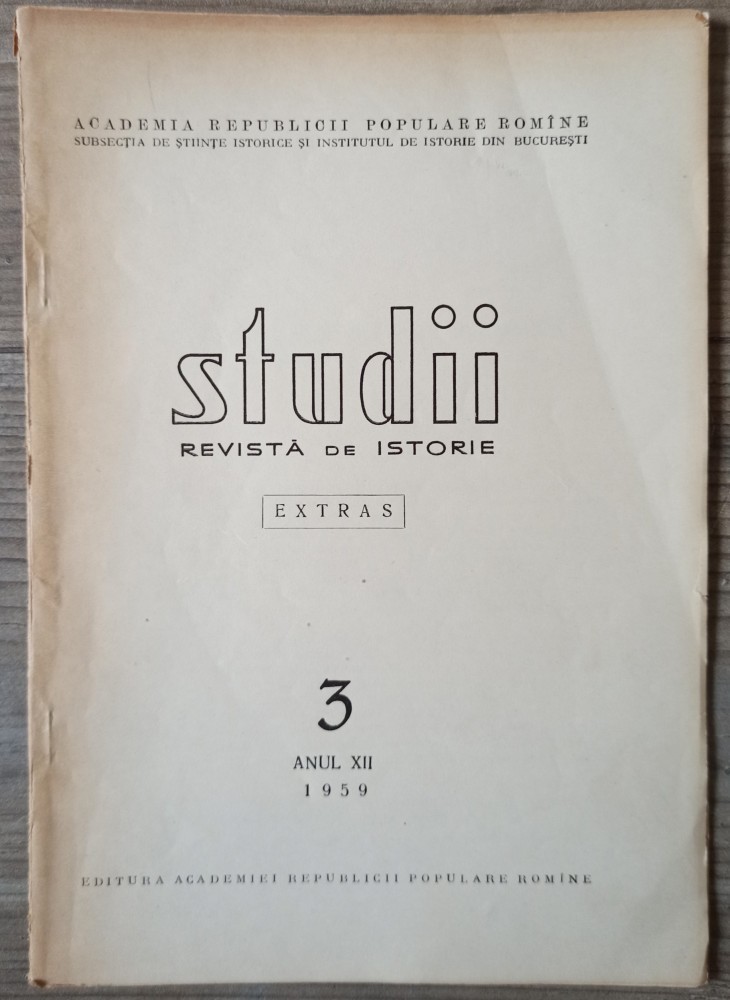 ACADEMIA REPUBLICII POPULARE ROMÎNE
SUBSECȚIA DE ȘTIINȚE ISTORICE ȘI INSTITUTUL DE ISTORIE DIN BUCUREȘTI
studii
REVISTĂ DE ISTORIE
EXTRAS
3
ANUL XII
1959
EDITURA ACADEMIEI REPUBLICII POPULARE ROMÎNE